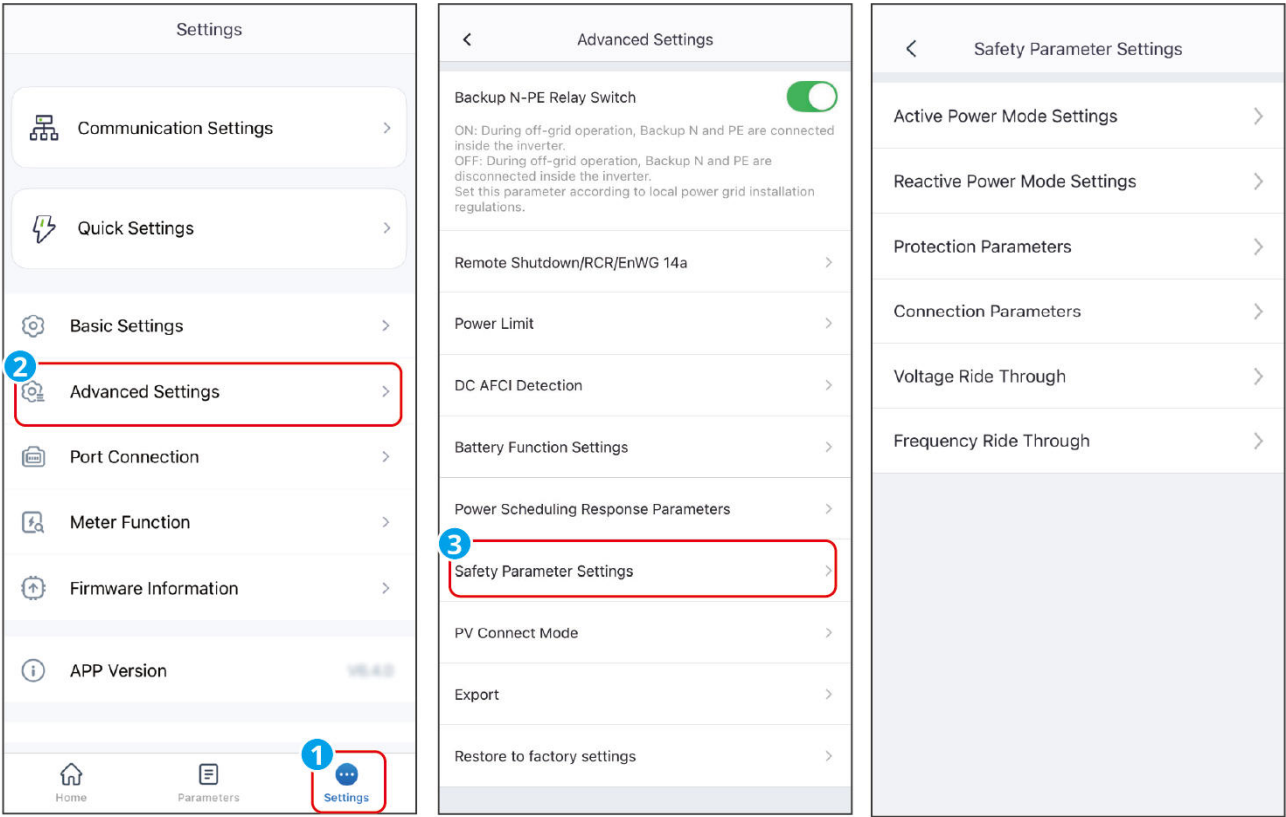 Settings
Communication Settings
Quick Settings
Basic Settings
2
Advanced Settings
Port Connection
Meter Function
Firmware Information
APP Version
1
Home
Parameters
Settings
Advanced Settings
Backup N-PE Relay Switch
ON: During off-grid operation, Backup N and PE are connected
inside the inverter.
OFF: During off-grid operation, Backup N and PE are
disconnected inside the inverter.
Set this parameter according to local power grid installation
regulations.
Remote Shutdown/RCR/EnWG 14a
Power Limit
DC AFCI Detection
Battery Function Settings
Power Scheduling Response Parameters
3
Safety Parameter Settings
PV Connect Mode
Export
Restore to factory settings
Safety Parameter Settings
Active Power Mode Settings
Reactive Power Mode Settings
Protection Parameters
Connection Parameters
Voltage Ride Through
Frequency Ride Through